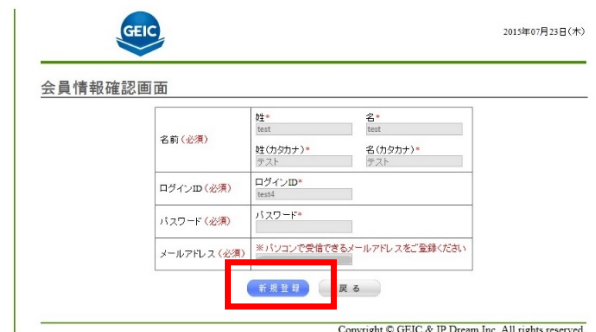 GEIC
2015年07月23日(木)
会員情報確認画面
名前(必須)
姓*
名*
test
test
姓(カタカナ)*
名(カタカナ)*
テスト
テスト
ログインID(必須)
ログインID*
test4
パスワード(必須)
パスワード*
メールアドレス(必須)
※パソコンで受信できるメールアドレスをご登録ください
新規登録
戻る
Copyright © GEIC & IP Dream Inc. All rights reserved.